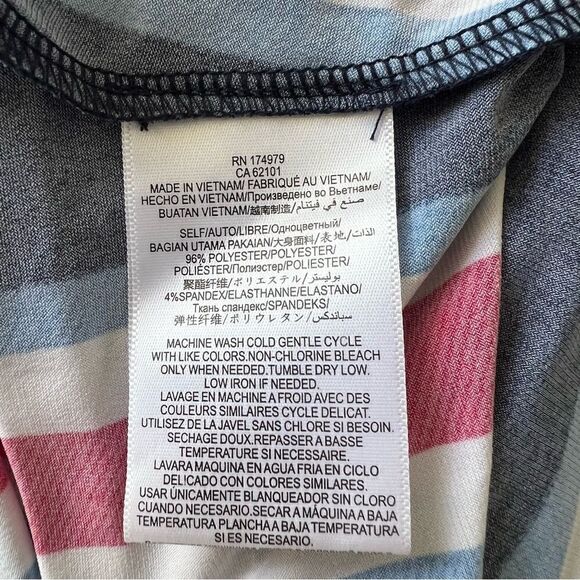 RN 174979
CA 62101
MADE IN VIETNAM/ FABRIQUÉ AU VIETNAM/
HECHO EN VIETNAM/Произведено во Вьетнаме/
BUATAN VIETNAM/越南制造/ صنع في فيتنام
SELF/AUTO/LIBRE/Одноцветный/
BAGIAN UTAMA PAKAIAN/大身面料/表地/الذات/
96% POLYESTER/POLYESTER/
POLIÉSTER/Полиэстер/POLIESTER/
聚酯纤维/ポリエステル/بوليستر/
4%SPANDEX/ELASTHANNE/ELASTANO/
Ткань спандекс/SPANDEKS/
弹性纤维/ポリウレタン/سباندكس
MACHINE WASH COLD GENTLE CYCLE
WITH LIKE COLORS.NON-CHLORINE BLEACH
ONLY WHEN NEEDED.TUMBLE DRY LOW.
LOW IRON IF NEEDED.
LAVAGE EN MACHINE A FROID AVEC DES
COULEURS SIMILAIRES CYCLE DELICAT.
UTILISEZ DE LA JAVEL SANS CHLORE SI BESOIN.
SECHAGE DOUX.REPASSER A BASSE
TEMPERATURE SI NECESSAIRE.
LAVARA MAQUINA EN AGUA FRIA EN CICLO
DELICADO CON COLORES SIMILARES.
USAR ÚNICAMENTE BLANQUEADOR SIN CLORO
CUANDO SEA NECESARIO.SECAR A MÁQUINA A BAJA
TEMPERATURA PLANCHA A BAJA TEMPERATURA
SI ES NECESARIO.